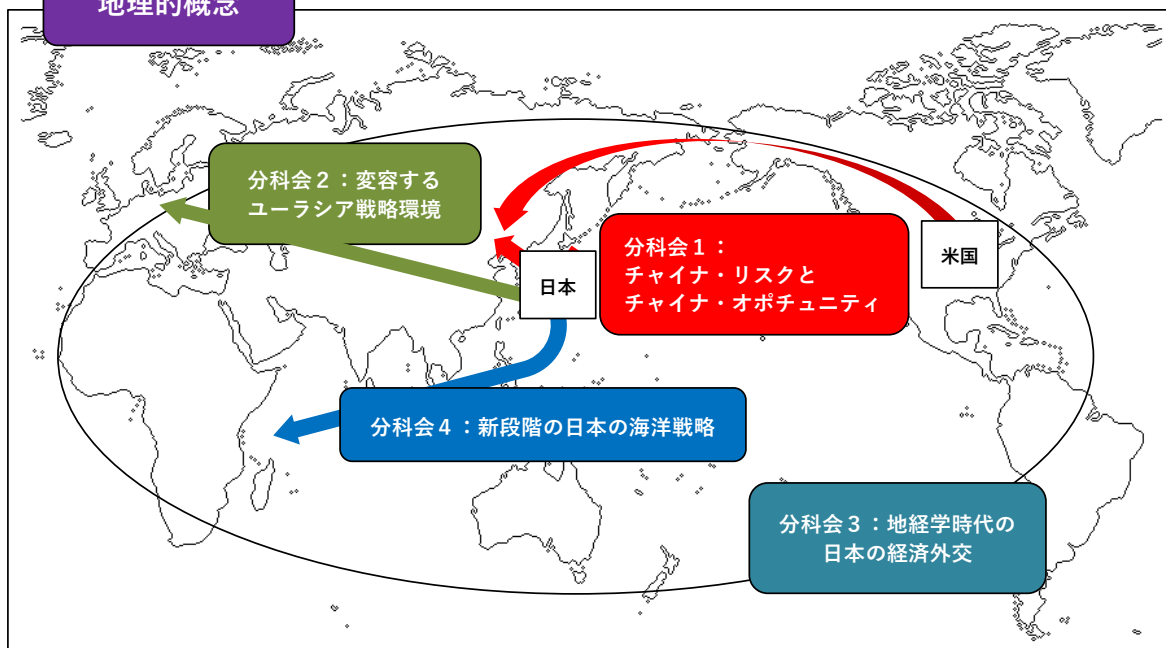 地理的概念
分科会２：変容する
ユーラシア戦略環境
分科会１：
チャイナ・リスクと
チャイナ・オポチュニティ
米国
日本
分科会４：新段階の日本の海洋戦略
分科会３：地経学時代の
日本の経済外交